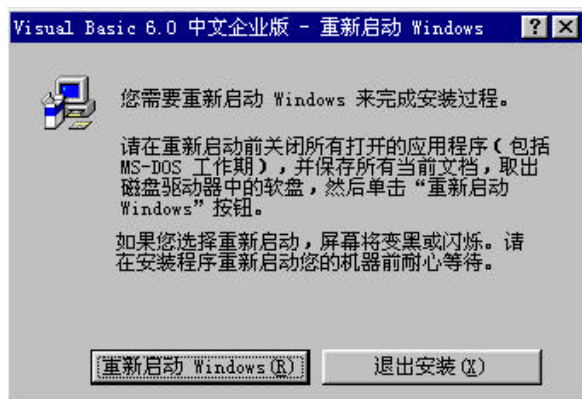 Visual Basic 6.0 中文企业版 - 重新启动 Windows
您需要重新启动 Windows 来完成安装过程。
请在重新启动前关闭所有打开的应用程序(包括
MS-DOS 工作期),并保存所有当前文档,取出
磁盘驱动器中的软盘,然后单击“重新启动
Windows”按钮。
如果您选择重新启动,屏幕将变黑或闪烁。请
在安装程序重新启动您的机器前耐心等待。
重新启动 Windows(R) 退出安装(X)